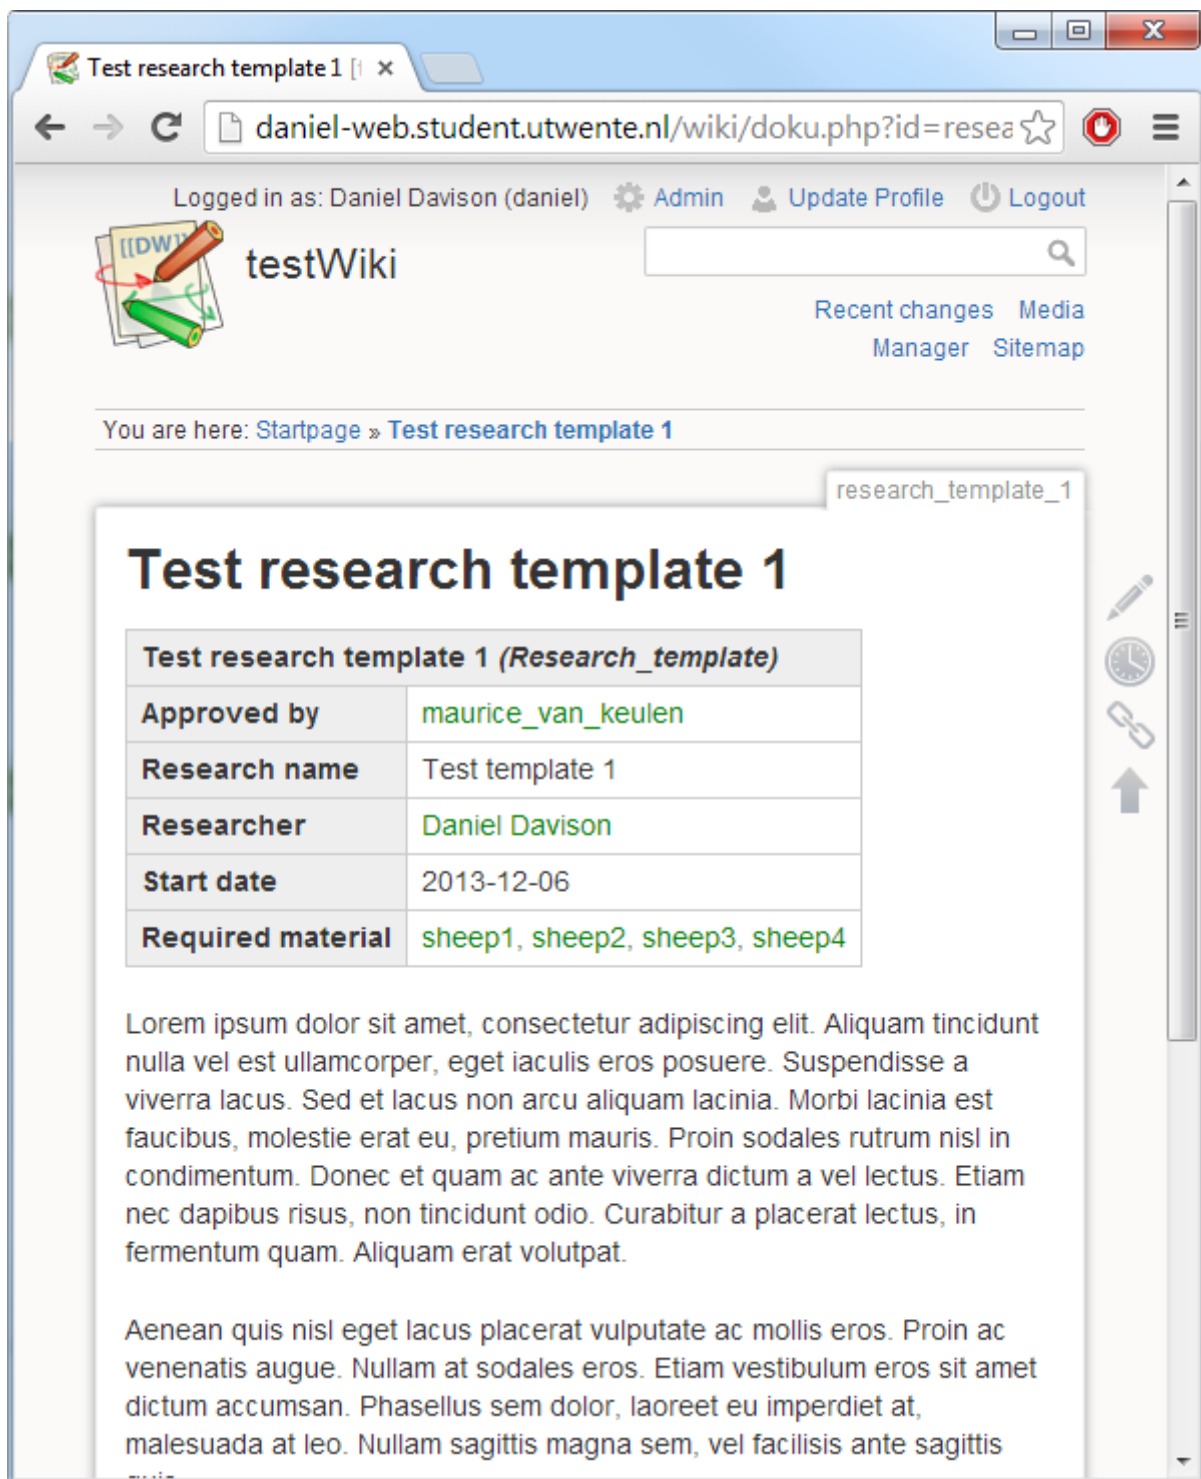 Test research template 1 [
daniel-web.student.utwente.nl/wiki/doku.php?id=resea
Logged in as: Daniel Davison (daniel) Admin Update Profile Logout
[[DW]]
testWiki
Recent changes Media
Manager Sitemap
You are here: Startpage » Test research template 1
research_template_1
Test research template 1
Test research template 1 (Research_template)
Approved by maurice_van_keulen
Research name Test template 1
Researcher Daniel Davison
Start date 2013-12-06
Required material sheep1, sheep2, sheep3, sheep4
Lorem ipsum dolor sit amet, consectetur adipiscing elit. Aliquam tincidunt
nulla vel est ullamcorper, eget iaculis eros posuere. Suspendisse a
viverra lacus. Sed et lacus non arcu aliquam lacinia. Morbi lacinia est
faucibus, molestie erat eu, pretium mauris. Proin sodales rutrum nisl in
condimentum. Donec et quam ac ante viverra dictum a vel lectus. Etiam
nec dapibus risus, non tincidunt odio. Curabitur a placerat lectus, in
fermentum quam. Aliquam erat volutpat.
Aenean quis nisl eget lacus placerat vulputate ac mollis eros. Proin ac
venenatis augue. Nullam at sodales eros. Etiam vestibulum eros sit amet
dictum accumsan. Phasellus sem dolor, laoreet eu imperdiet at,
malesuada at leo. Nullam sagittis magna sem, vel facilisis ante sagittis